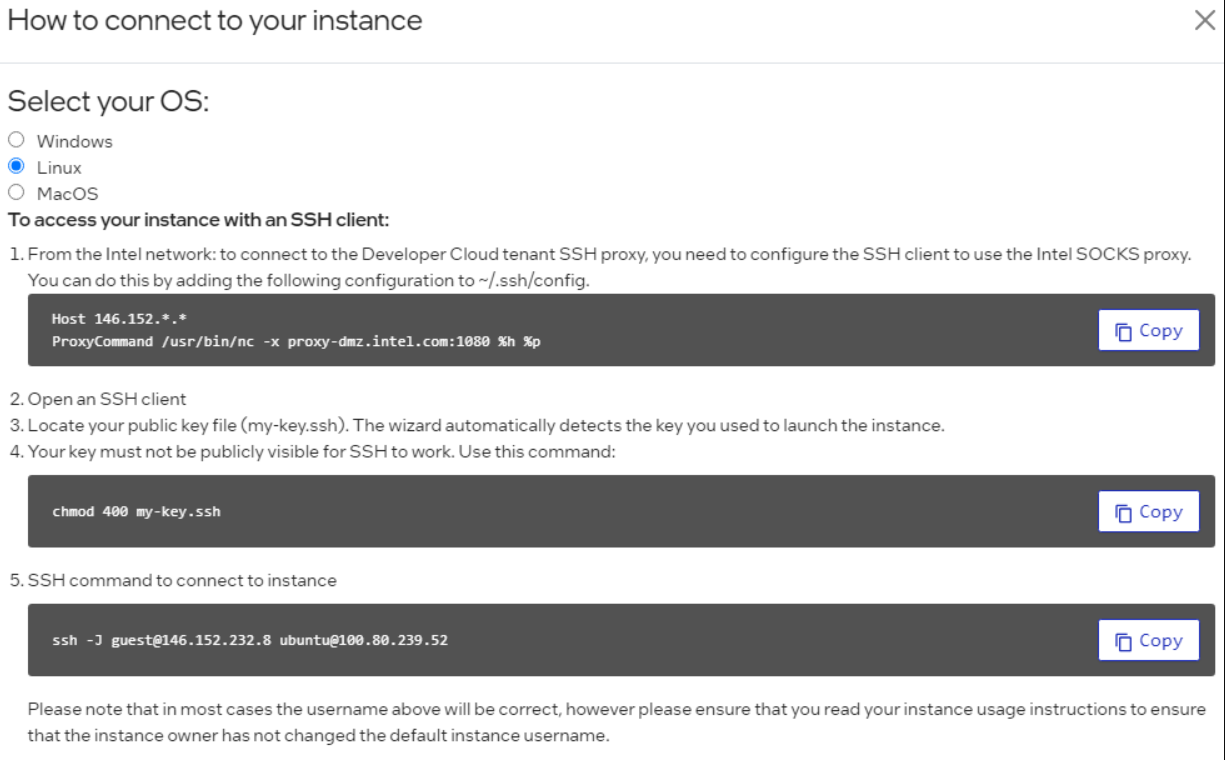 How to connect to your instance
Select your OS:
Windows
Linux
MacOS
To access your instance with an SSH client:
1. From the Intel network: to connect to the Developer Cloud tenant SSH proxy, you need to configure the SSH client to use the Intel SOCKS proxy.
You can do this by adding the following configuration to ~/.ssh/config.
Host 146.152.*.*
ProxyCommand /usr/bin/nc -x proxy-dmz.intel.com:1080 %h %p
Copy
2. Open an SSH client
3. Locate your public key file (my-key.ssh). The wizard automatically detects the key you used to launch the instance.
4. Your key must not be publicly visible for SSH to work. Use this command:
chmod 400 my-key.ssh
Copy
5. SSH command to connect to instance
ssh -J guest@146.152.232.8 ubuntu@100.80.239.52
Copy
Please note that in most cases the username above will be correct, however please ensure that you read your instance usage instructions to ensure
that the instance owner has not changed the default instance username.